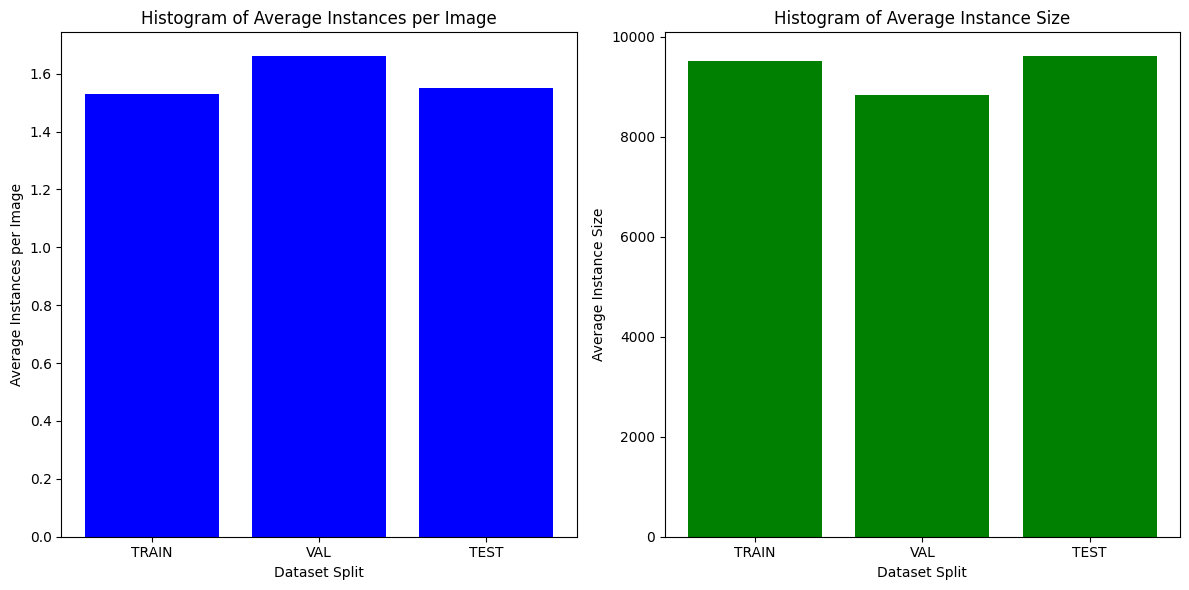 Histogram of Average Instances per Image
Average Instances per Image
1.6
1.4
1.2
1.0
0.8
0.6
0.4
0.2
0.0
TRAIN VAL TEST
Dataset Split
Histogram of Average Instance Size
Average Instance Size
10000
8000
6000
4000
2000
0
TRAIN VAL TEST
Dataset Split